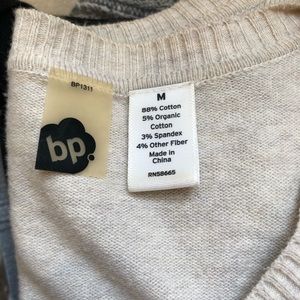 BP1311
bp.
M
88% Cotton
5% Organic
Cotton
3% Spandex
4% Other Fiber
Made in
China
RN58665